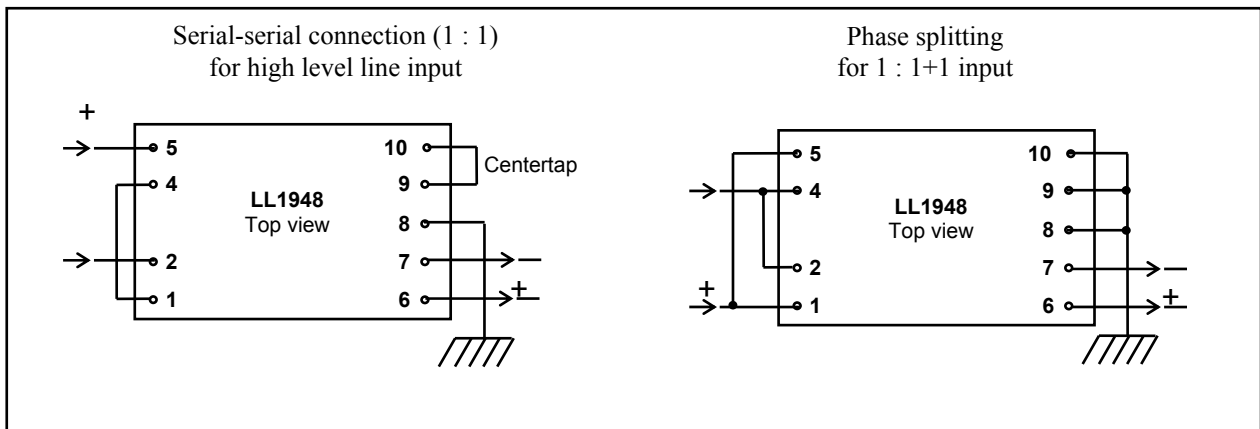 Serial-serial connection (1 : 1)
for high level line input
+
5
4
2
1
LL1948
Top view
10
9
8
7
6
Centertap
—
+
Phase splitting
for 1 : 1+1 input
5
4
2
+
1
LL1948
Top view
10
9
8
7
6
—
+